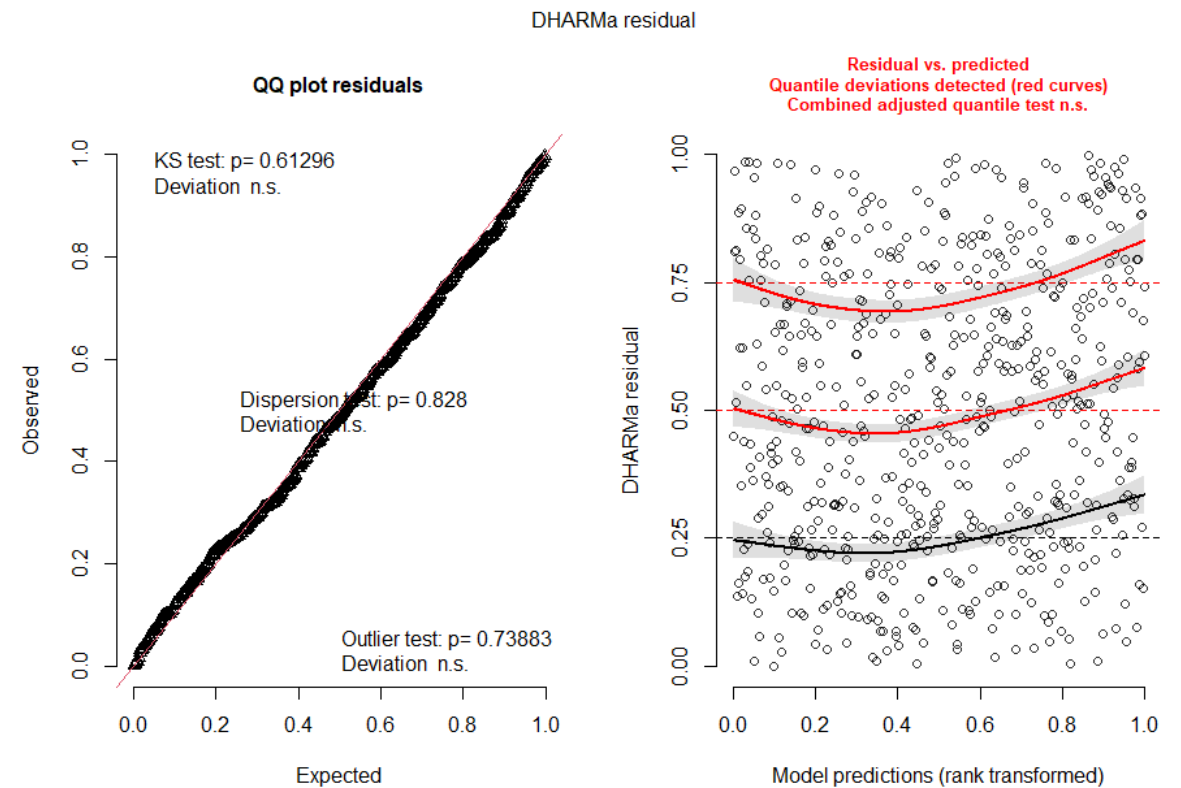 DHARMa residual
QQ plot residuals
KS test: p= 0.61296
Deviation n.s.
Dispersion test: p= 0.828
Deviation n.s.
Outlier test: p= 0.73883
Deviation n.s.
Observed
0.0 0.2 0.4 0.6 0.8 1.0
0.0 0.2 0.4 0.6 0.8 1.0
Expected
Residual vs. predicted
Quantile deviations detected (red curves)
Combined adjusted quantile test n.s.
DHARMa residual
0.00 0.25 0.50 0.75 1.00
0.0 0.2 0.4 0.6 0.8 1.0
Model predictions (rank transformed)